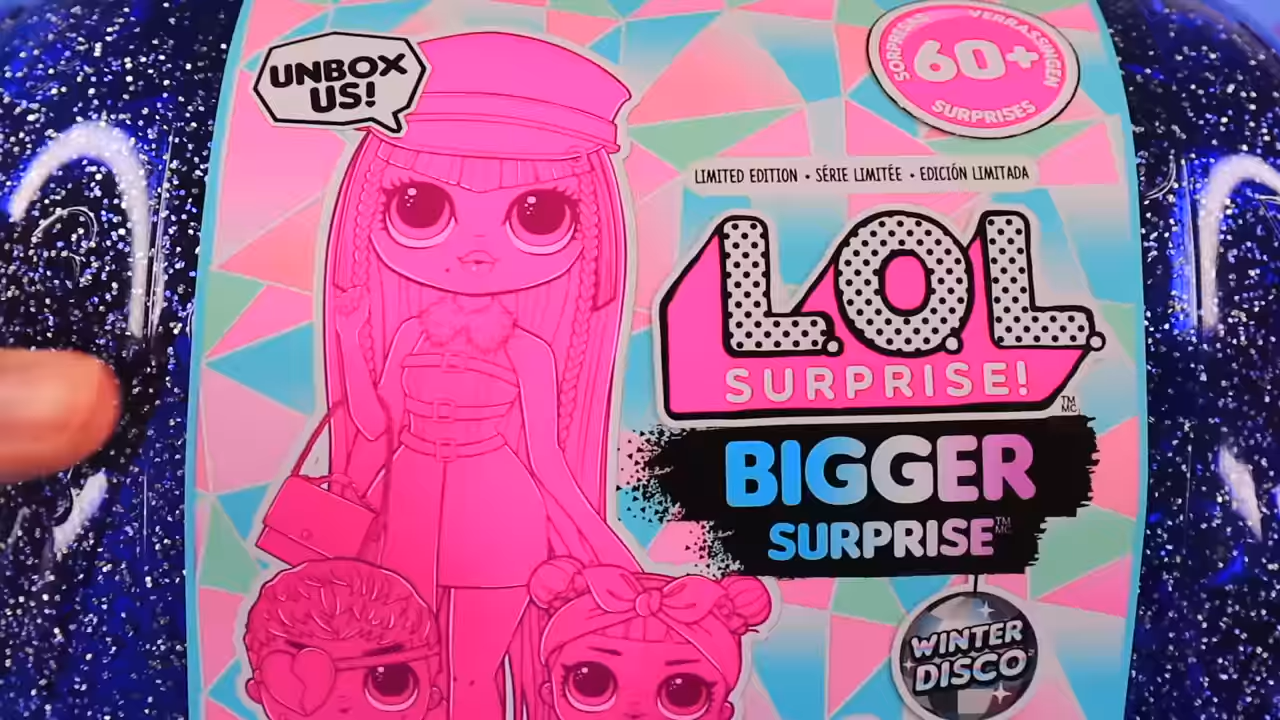 UNBOX
US!
SORPRESAS VERRASSINGEN
60+
SURPRISES
LIMITED EDITION • SÉRIE LIMITÉE • EDICIÓN LIMITADA
L.O.L.
SURPRISE!
TM
MC
BIGGER
SURPRISE TM
MC
WINTER
DISCO